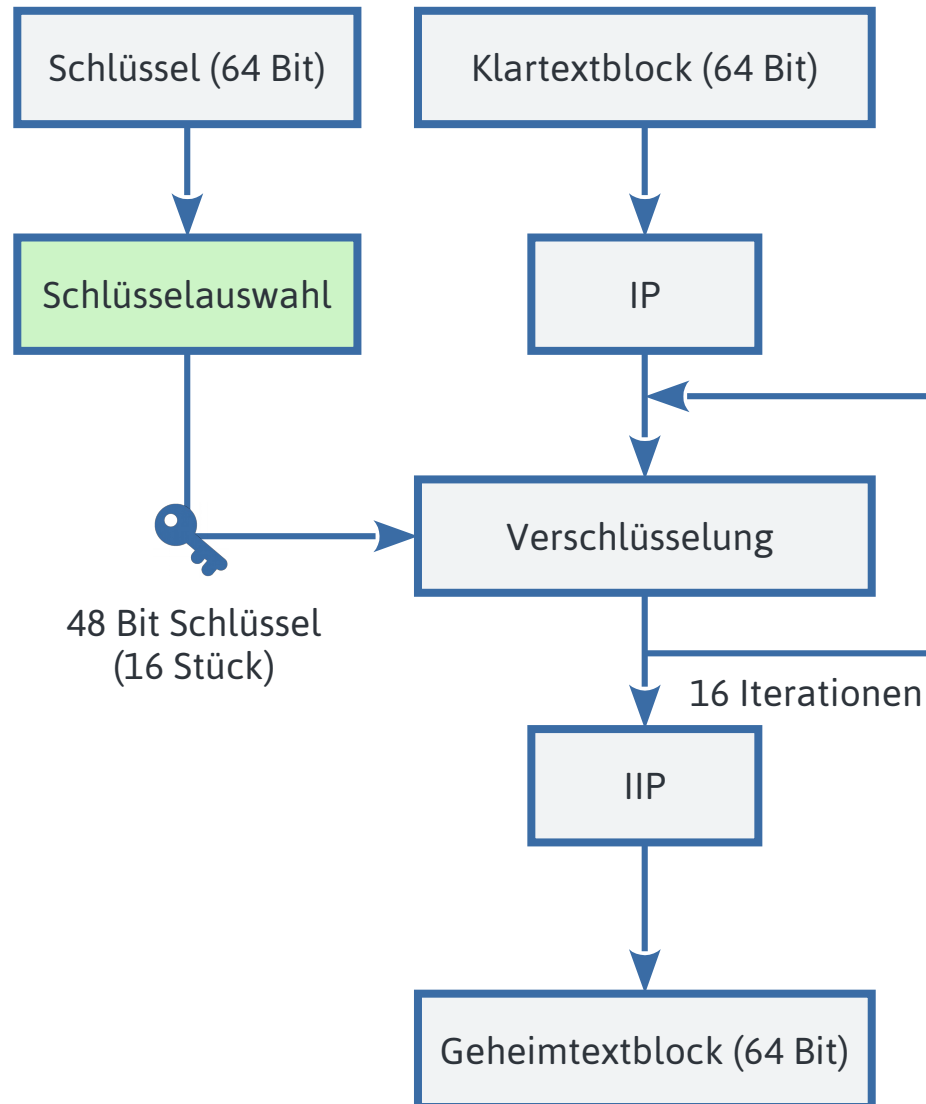 Schlüssel (64 Bit)
Klartextblock (64 Bit)
Schlüsselauswahl
IP
Verschlüsselung
48 Bit Schlüssel
(16 Stück)
16 Iterationen
IIP
Geheimtextblock (64 Bit)